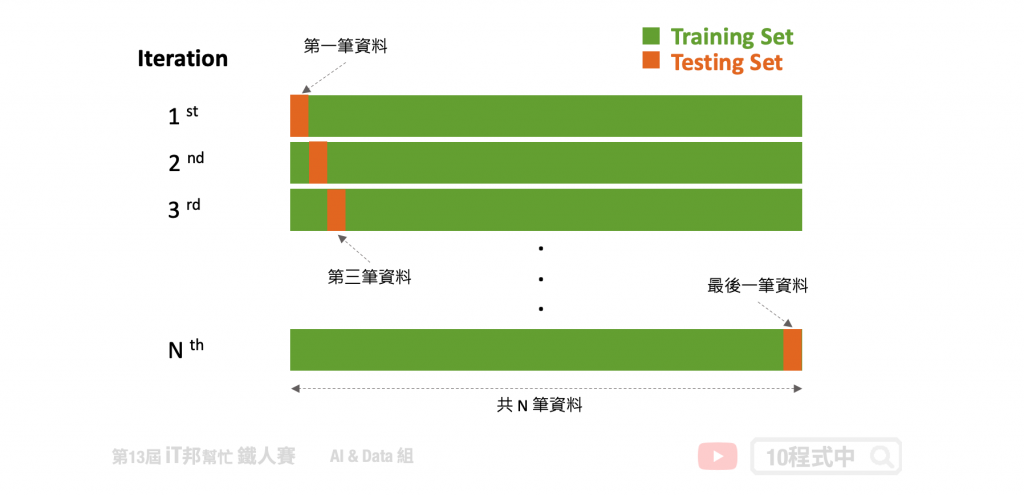 Iteration
第一筆資料
Training Set
Testing Set
1 st
2 nd
3 rd
第三筆資料
最後一筆資料
N th
共 N 筆資料
第13屆 iT邦幫忙 鐵人賽
AI & Data 組
10程式中